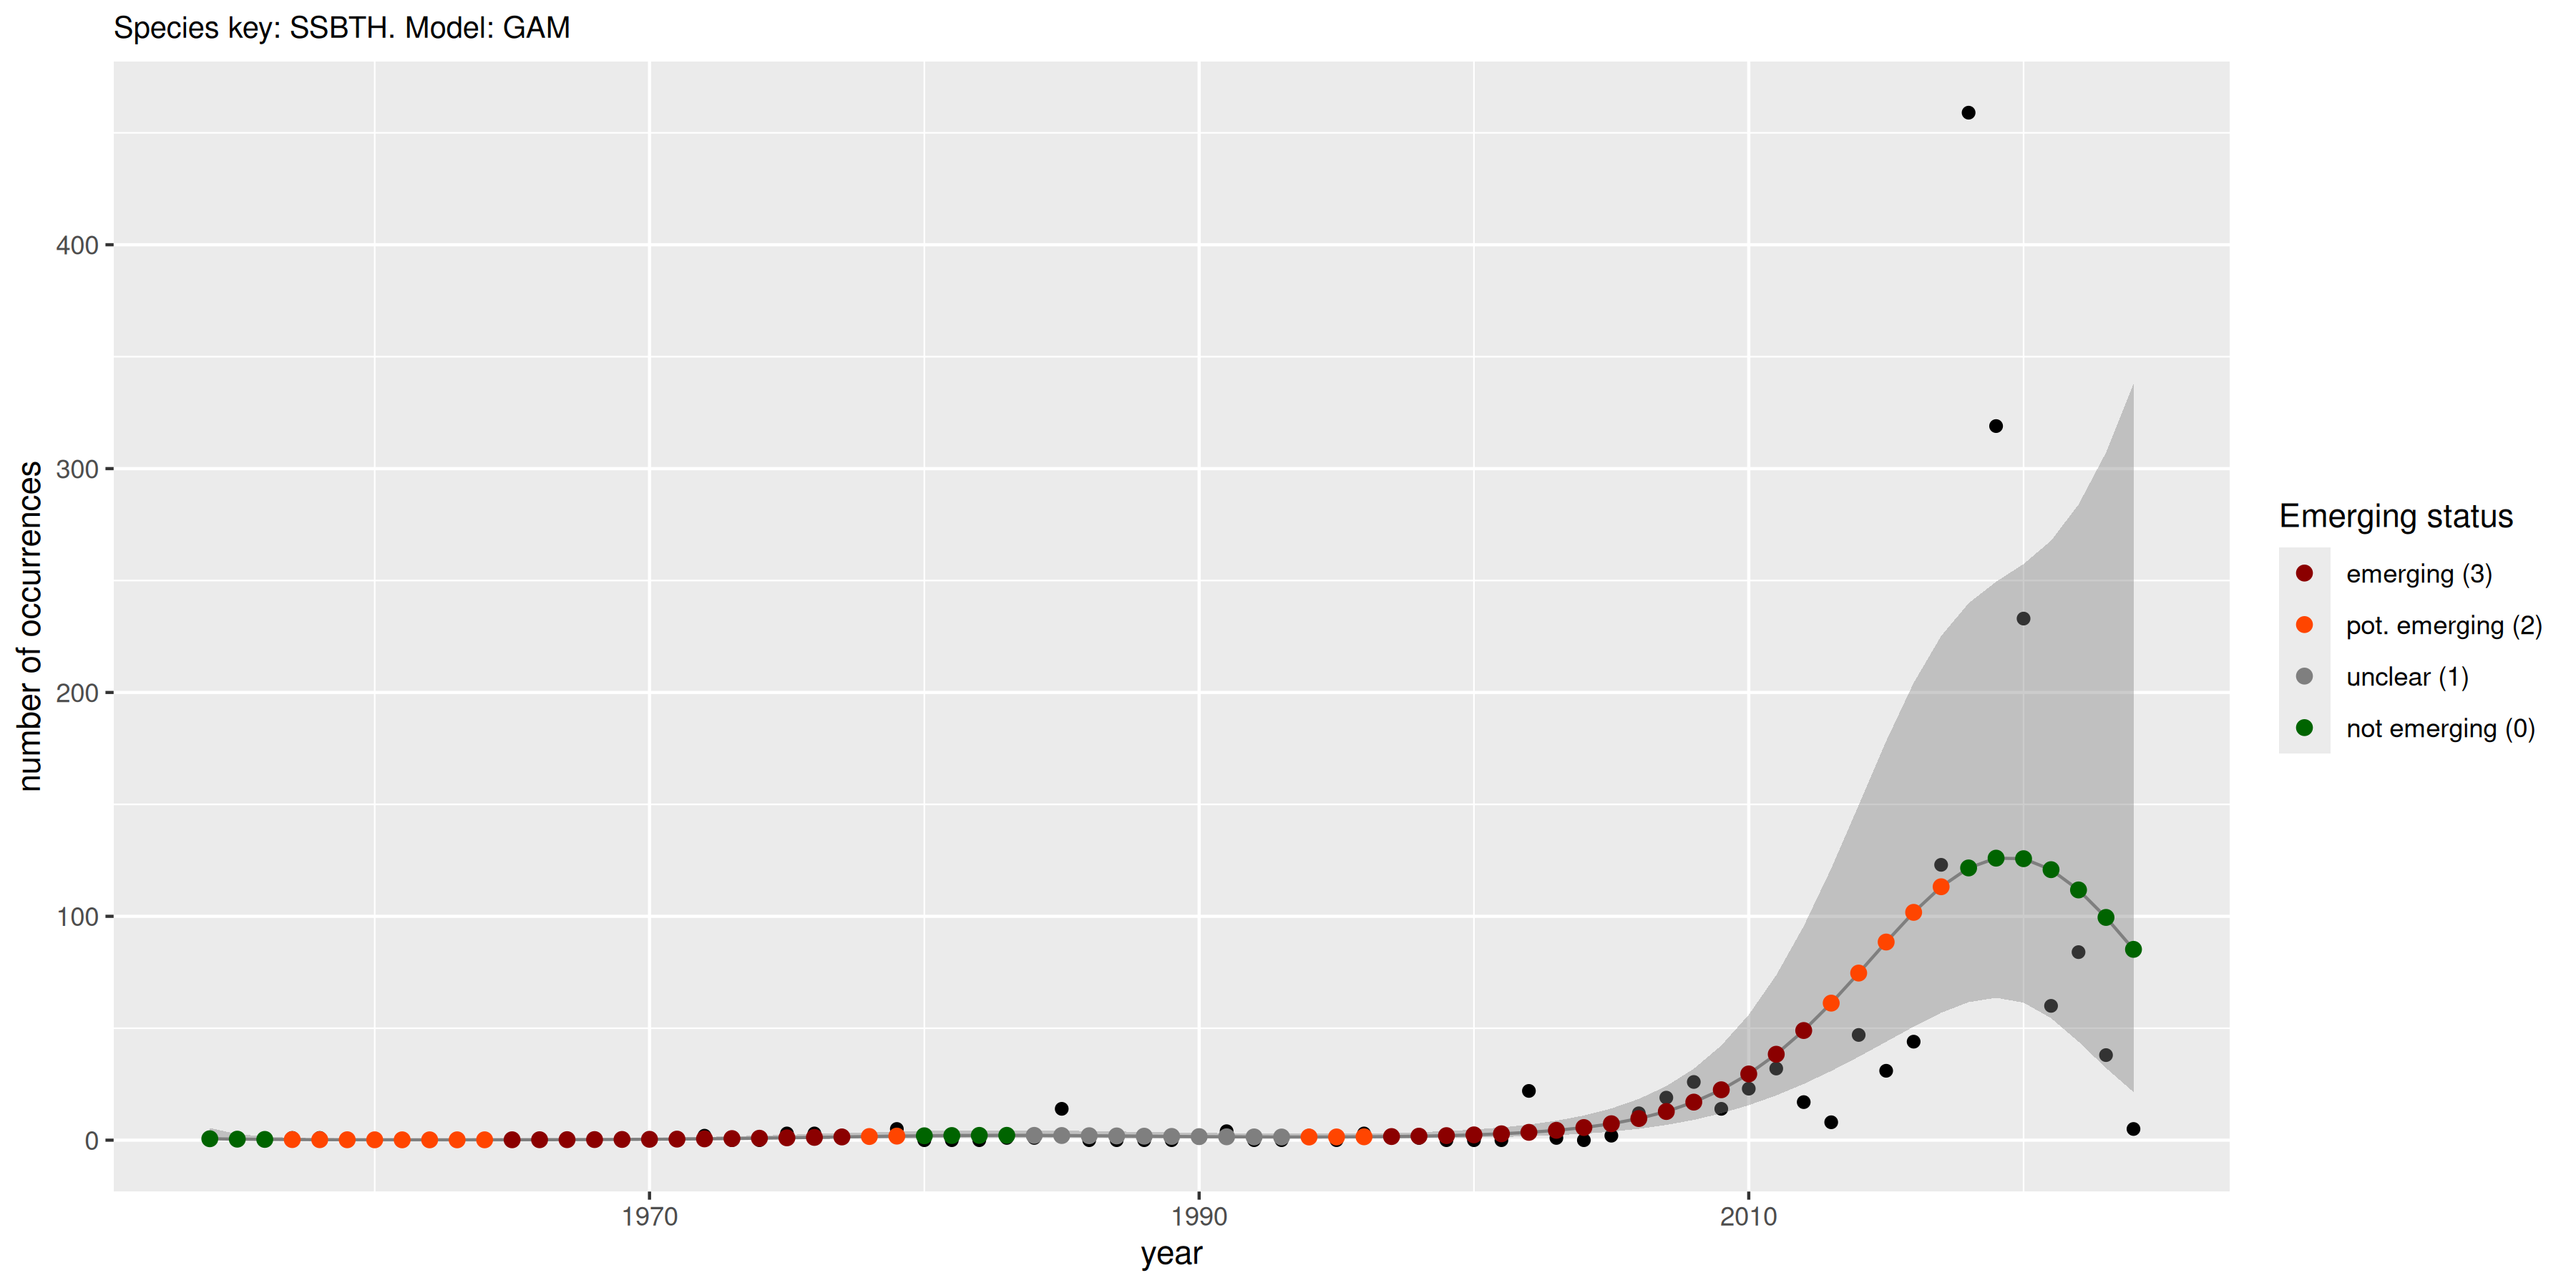 Species key: SSBTH. Model: GAM
number of occurrences
400
300
200
100
0
1970
1990
2010
year
Emerging status
emerging (3)
pot. emerging (2)
unclear (1)
not emerging (0)